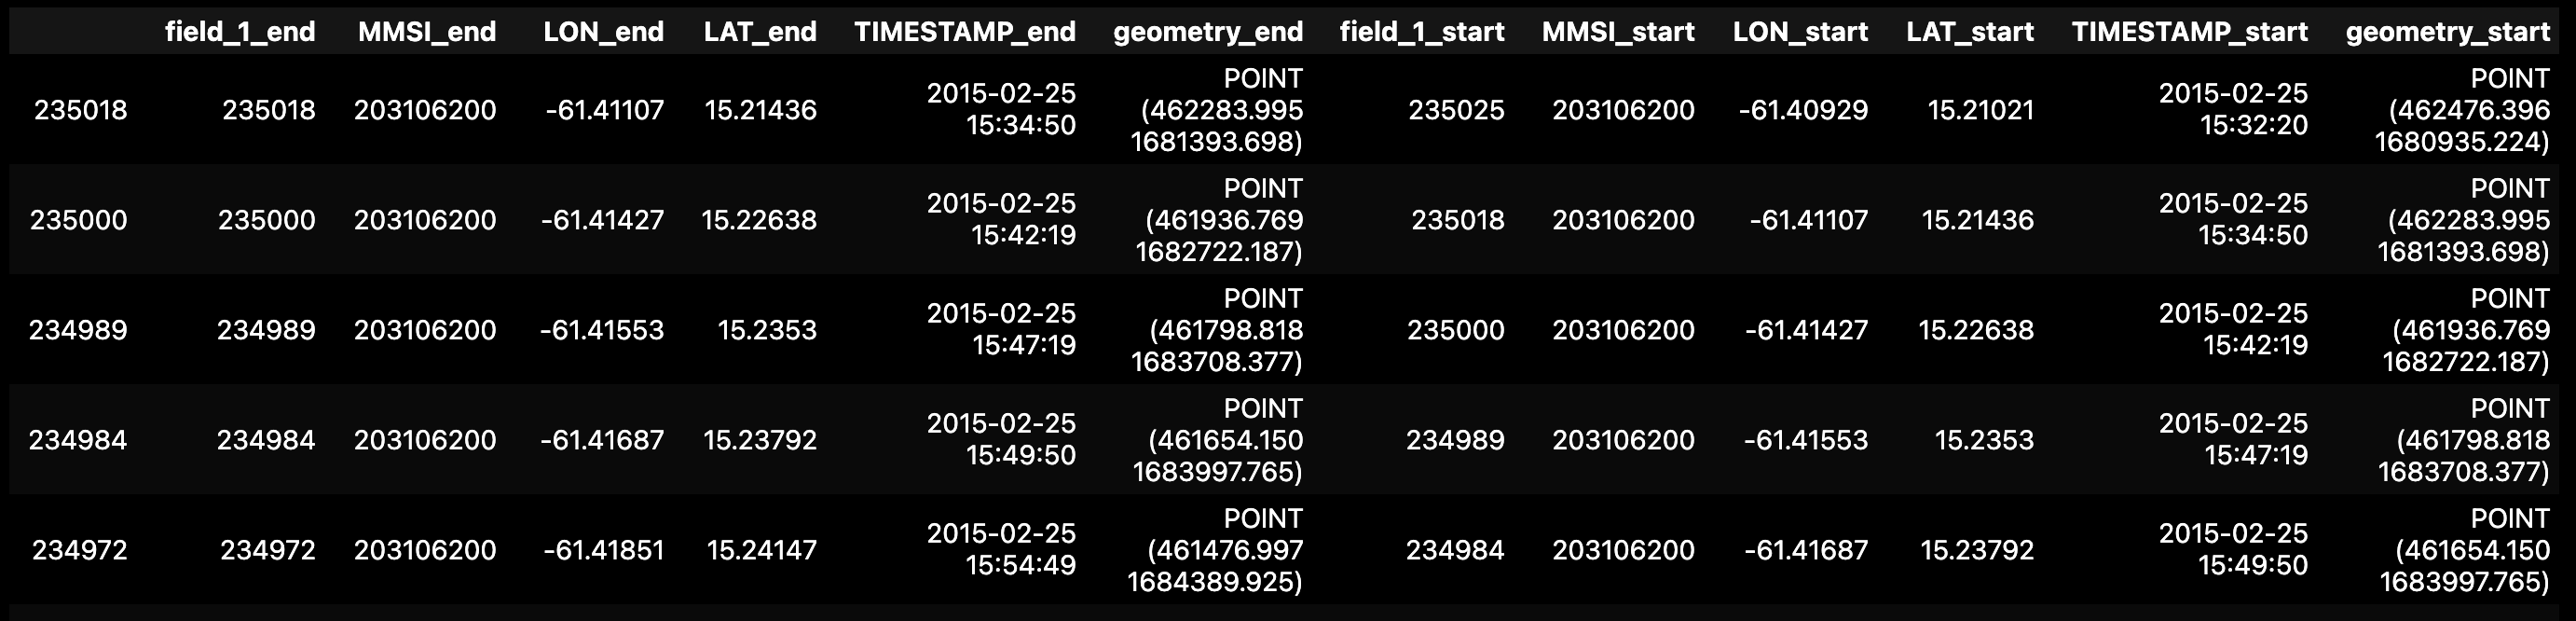 field_1_end MMSI_end LON_end LAT_end TIMESTAMP_end geometry_end field_1_start MMSI_start LON_start LAT_start TIMESTAMP_start geometry_start
235018 235018 203106200 -61.41107 15.21436 2015-02-25 15:34:50 POINT (462283.995 1681393.698) 235025 203106200 -61.40929 15.21021 2015-02-25 15:32:20 POINT (462476.396 1680935.224)
235000 235000 203106200 -61.41427 15.22638 2015-02-25 15:42:19 POINT (461936.769 1682722.187) 235018 203106200 -61.41107 15.21436 2015-02-25 15:34:50 POINT (462283.995 1681393.698)
234989 234989 203106200 -61.41553 15.2353 2015-02-25 15:47:19 POINT (461798.818 1683708.377) 235000 203106200 -61.41427 15.22638 2015-02-25 15:42:19 POINT (461936.769 1682722.187)
234984 234984 203106200 -61.41687 15.23792 2015-02-25 15:49:50 POINT (461654.150 1683997.765) 234989 203106200 -61.41553 15.2353 2015-02-25 15:47:19 POINT (461798.818 1683708.377)
234972 234972 203106200 -61.41851 15.24147 2015-02-25 15:54:49 POINT (461476.997 1684389.925) 234984 203106200 -61.41687 15.23792 2015-02-25 15:49:50 POINT (461654.150 1683997.765)